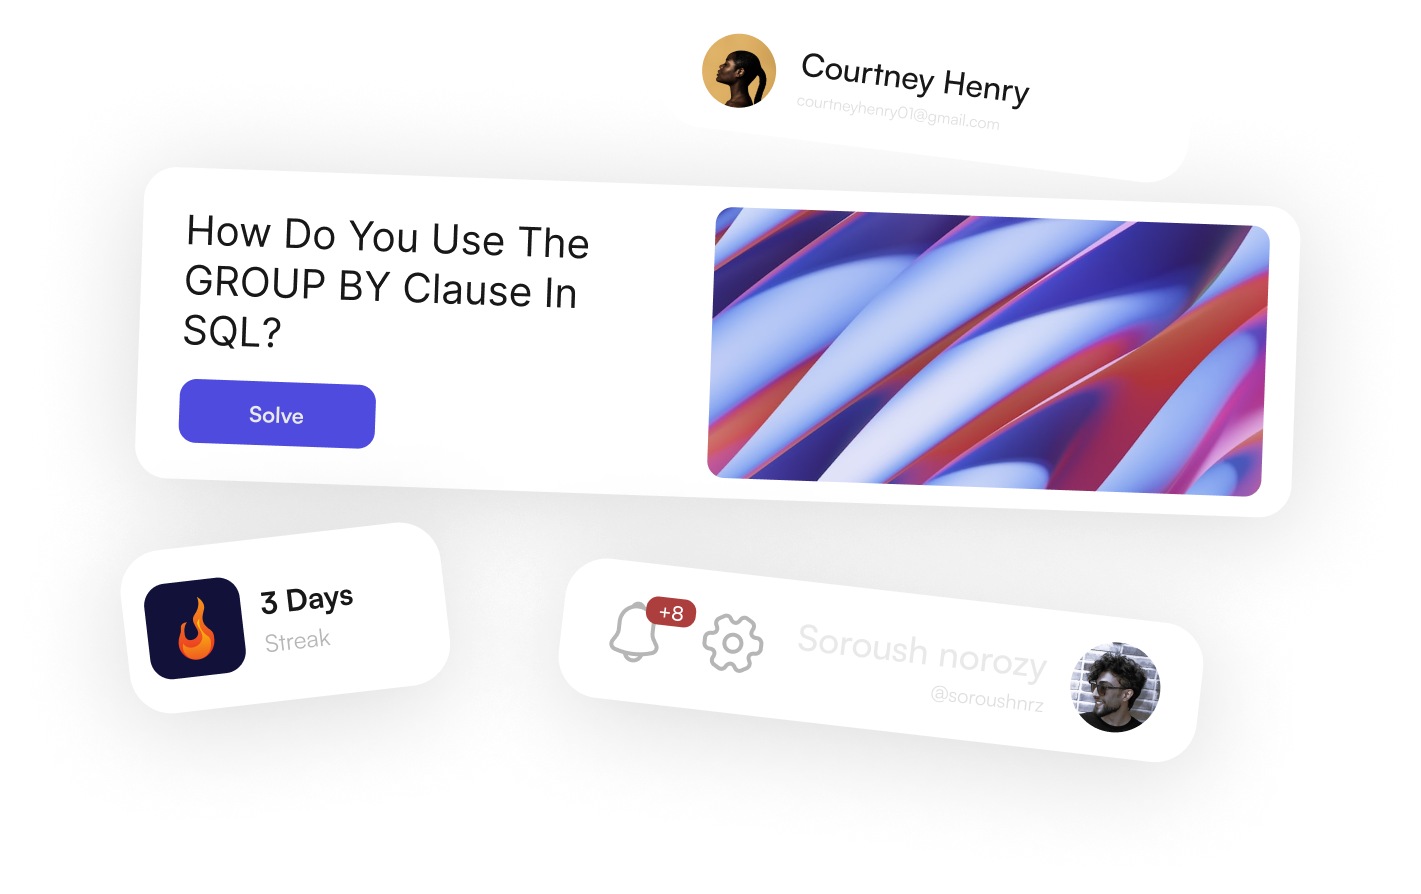 Courtney Henry
courtneyhenry01@gmail.com
How Do You Use The
GROUP BY Clause In
SQL?
Solve
3 Days
Streak
+8
Soroush norozy
@soroushnrz